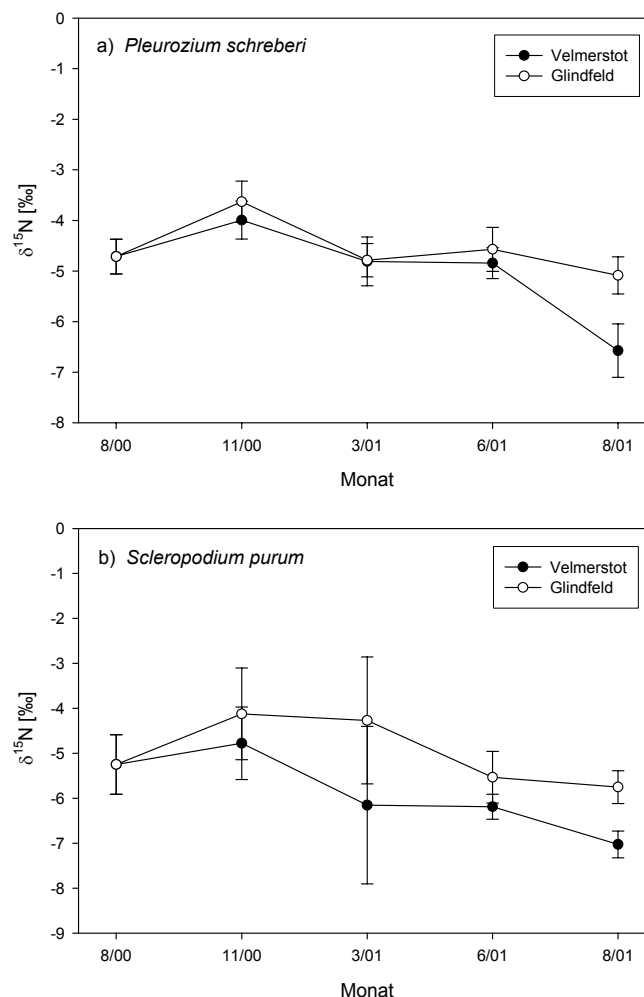 a) Pleurozium schreberi
Velmerstot
Glindfeld
0
-1
-2
-3
-4
-5
-6
-7
-8
δ¹⁵N [‰]
8/00 11/00 3/01 6/01 8/01
Monat
b) Scleropodium purum
Velmerstot
Glindfeld
0
-1
-2
-3
-4
-5
-6
-7
-8
-9
δ¹⁵N [‰]
8/00 11/00 3/01 6/01 8/01
Monat